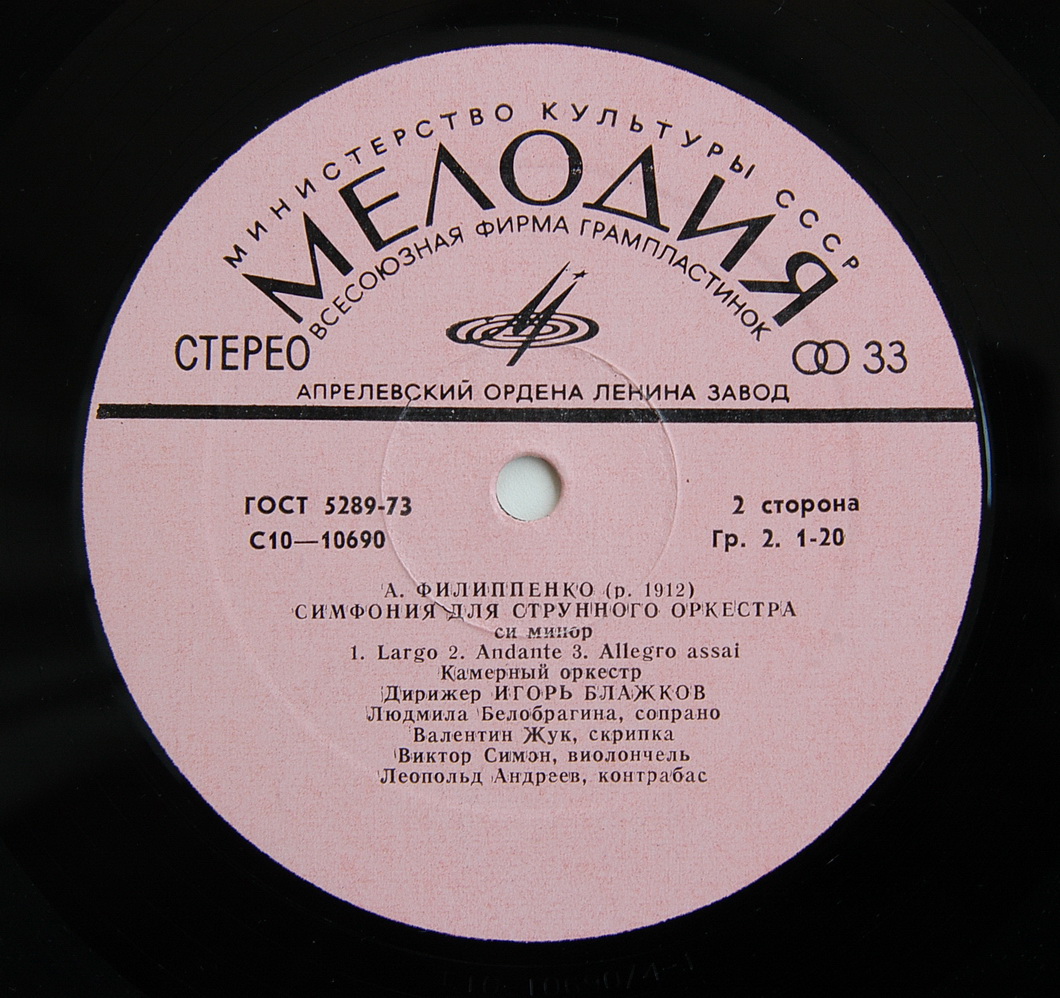 МИНИСТЕРСТВО КУЛЬТУРЫ СССР
МЕЛОДИЯ
ВСЕСОЮЗНАЯ ФИРМА ГРАМПЛАСТИНОК
СТЕРЕО
33
АПРЕЛЕВСКИЙ ОРДЕНА ЛЕНИНА ЗАВОД
ГОСТ 5289-73
2 сторона
С10—10690
Гр. 2. 1-20
А. ФИЛИППЕНКО (р. 1912)
СИМФОНИЯ ДЛЯ СТРУННОГО ОРКЕСТРА
си минор
1. Largo 2. Andante 3. Allegro assai
Камерный оркестр
Дирижер ИГОРЬ БЛАЖКОВ
Людмила Белобрагина, сопрано
Валентин Жук, скрипка
Виктор Симон, виолончель
Леопольд Андреев, контрабас